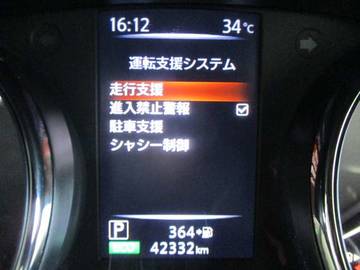 16:12 34℃
運転支援システム
走行支援
進入禁止警報
駐車支援
シャシー制御
P 364
ECO 42332km